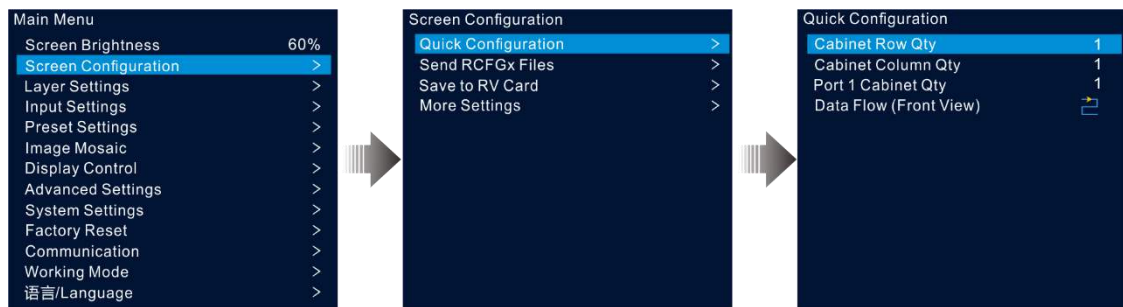 Main Menu
Screen Brightness 60%
Screen Configuration >
Layer Settings >
Input Settings >
Preset Settings >
Image Mosaic >
Display Control >
Advanced Settings >
System Settings >
Factory Reset >
Communication >
Working Mode >
语言/Language >
Screen Configuration
Quick Configuration >
Send RCFGx Files >
Save to RV Card >
More Settings >
Quick Configuration
Cabinet Row Qty 1
Cabinet Column Qty 1
Port 1 Cabinet Qty 1
Data Flow (Front View)